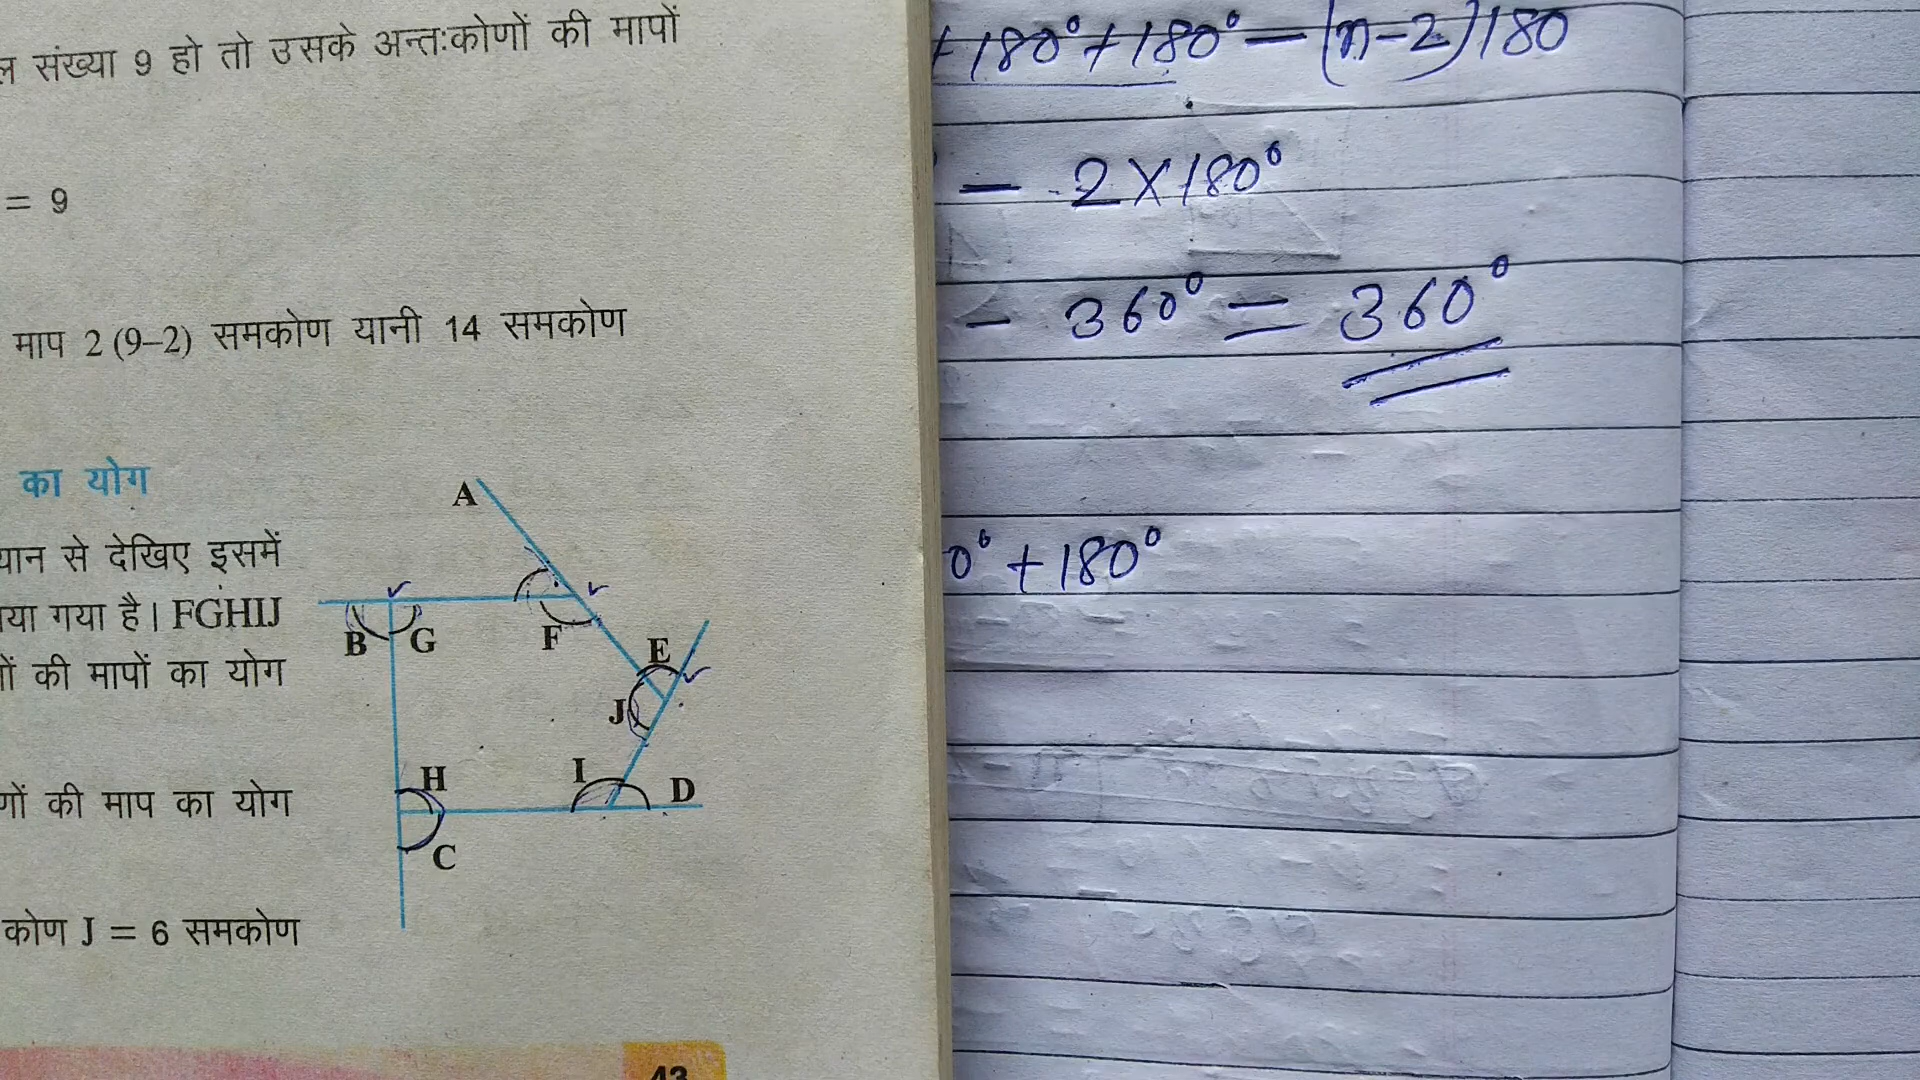 संख्या 9 हो तो उसके अन्तःकोणों की मापों
= 9
माप 2 (9–2) समकोण यानी 14 समकोण
का योग
से देखिए इसमें
गया है। FGHIJ
की मापों का योग
की माप का योग
कोण J = 6 समकोण
A
B
G
F
E
J
H
I
D
C
43
+180°+180°—(n-2)180
— 2×180°
— 360° = 360°
0°+180°